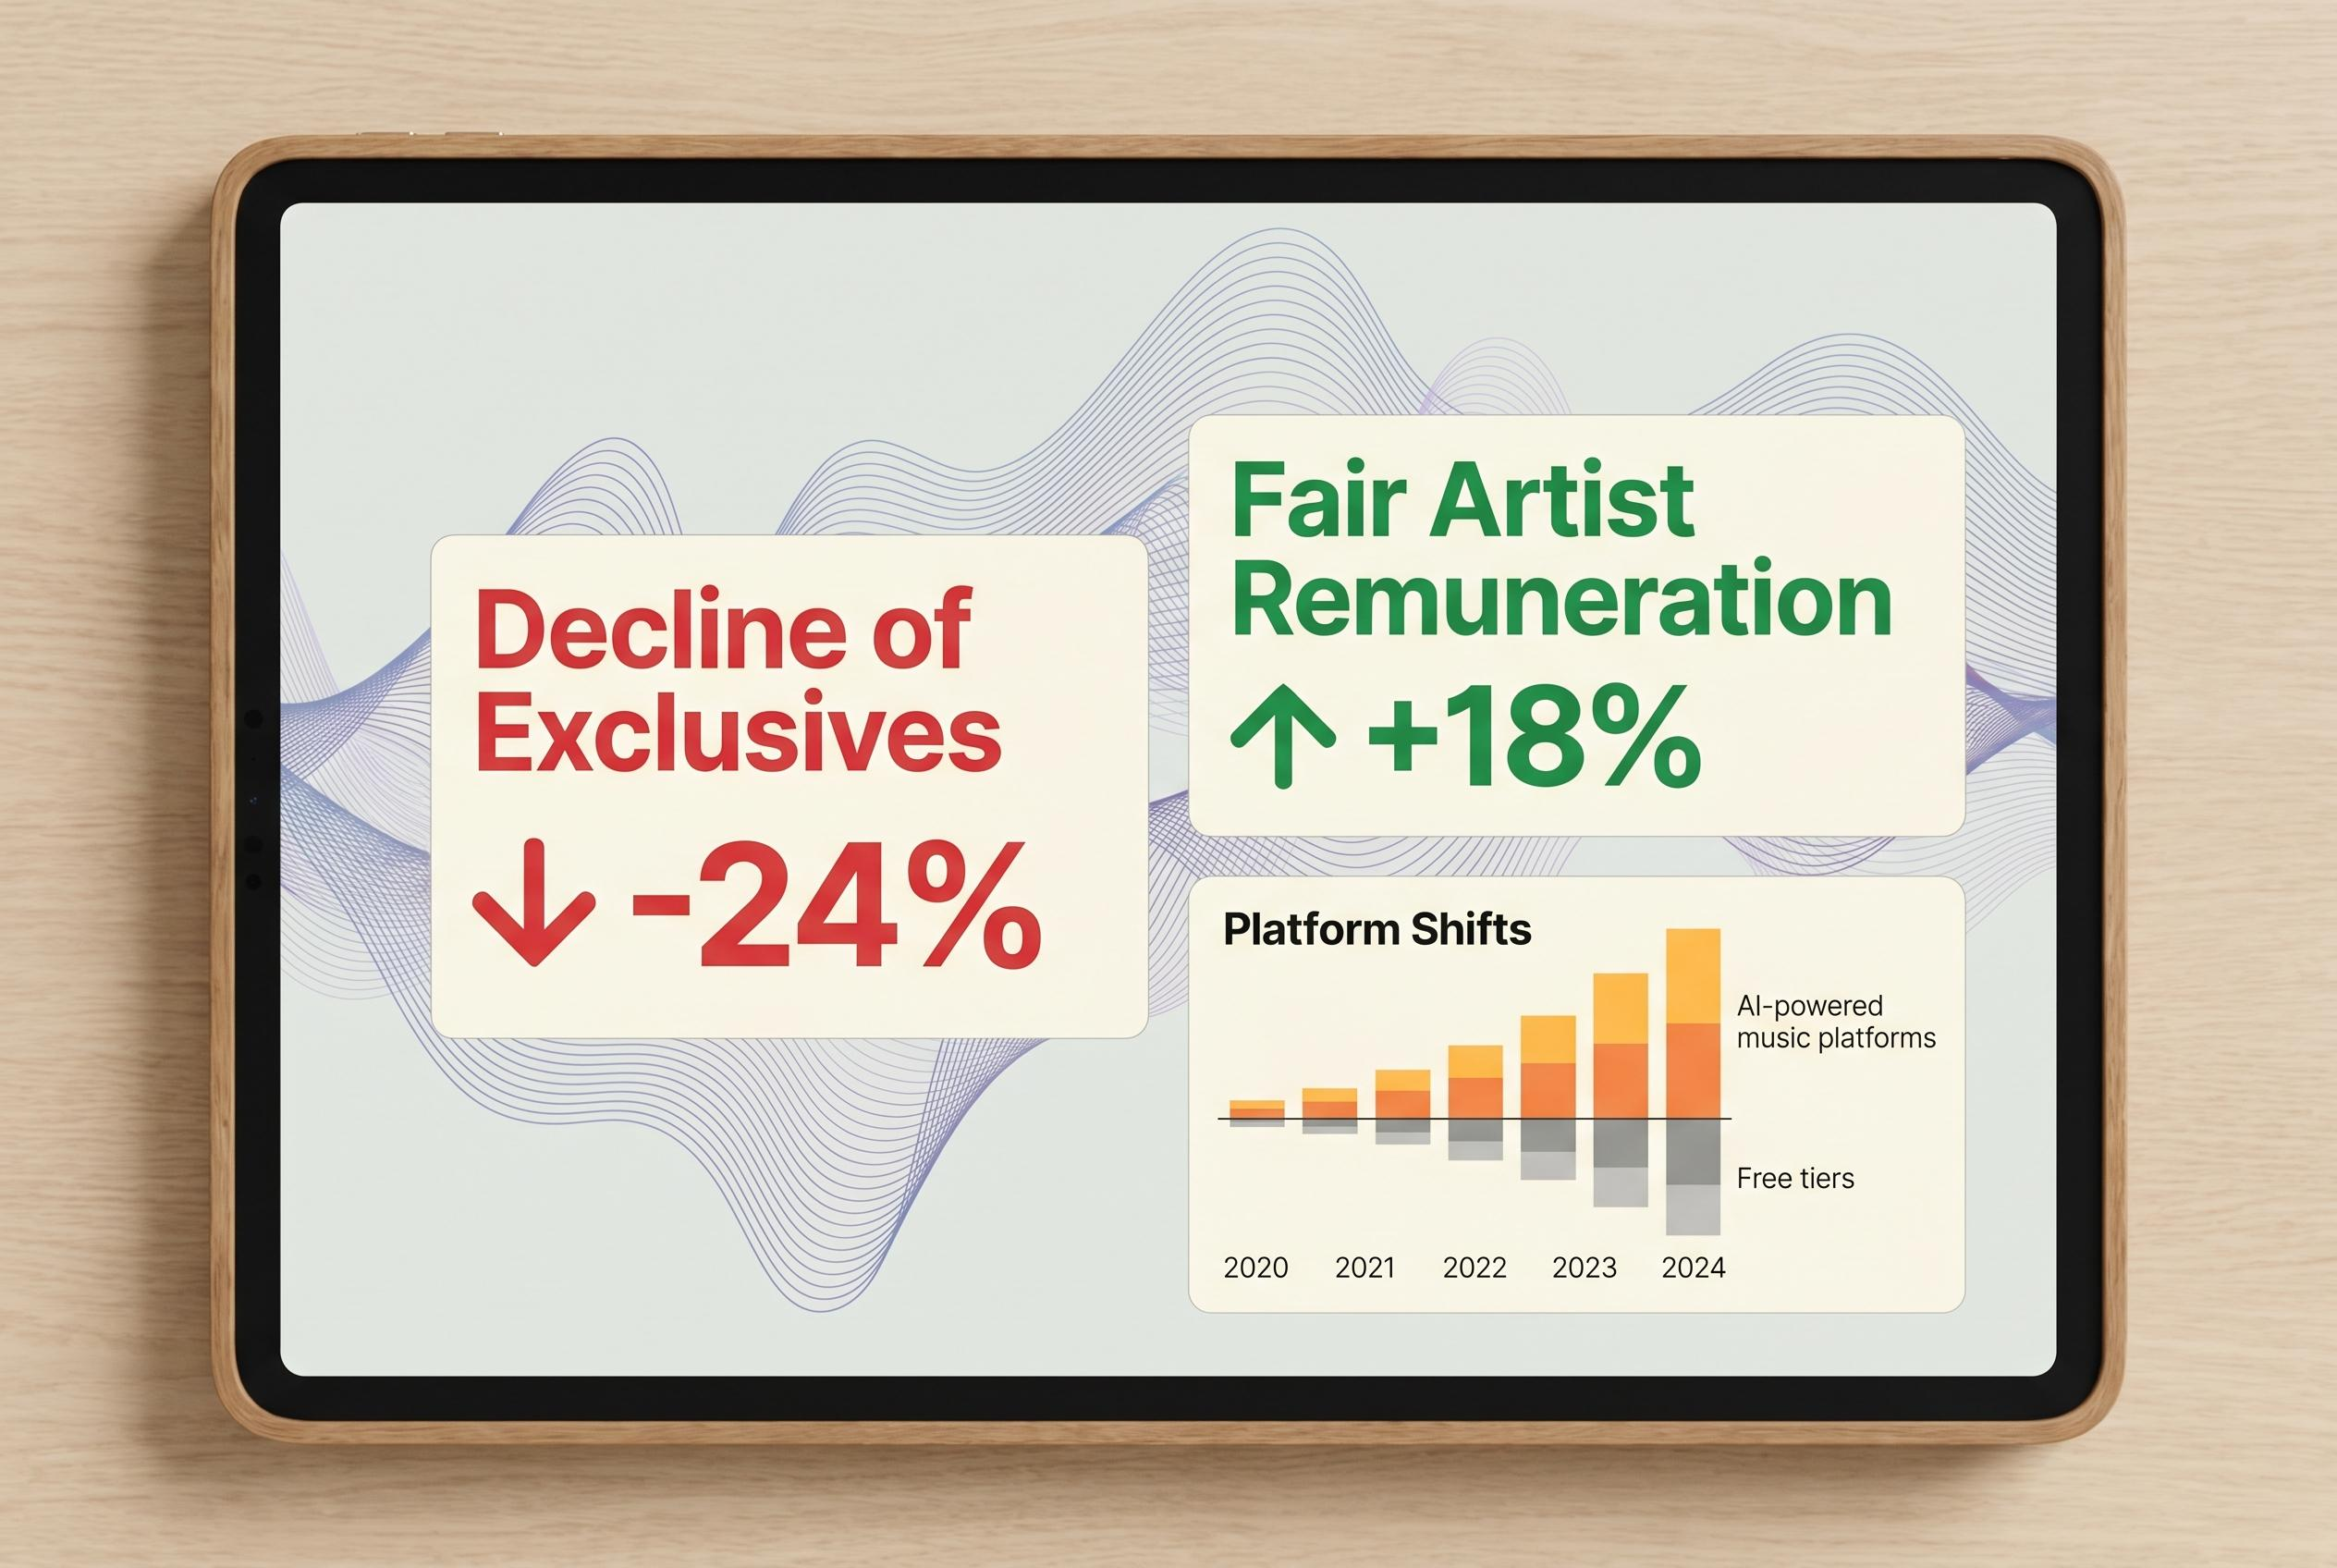 Decline of
Exclusives
↓ -24%
Fair Artist
Remuneration
↑ +18%
Platform Shifts
AI-powered
music platforms
Free tiers
2020 2021 2022 2023 2024